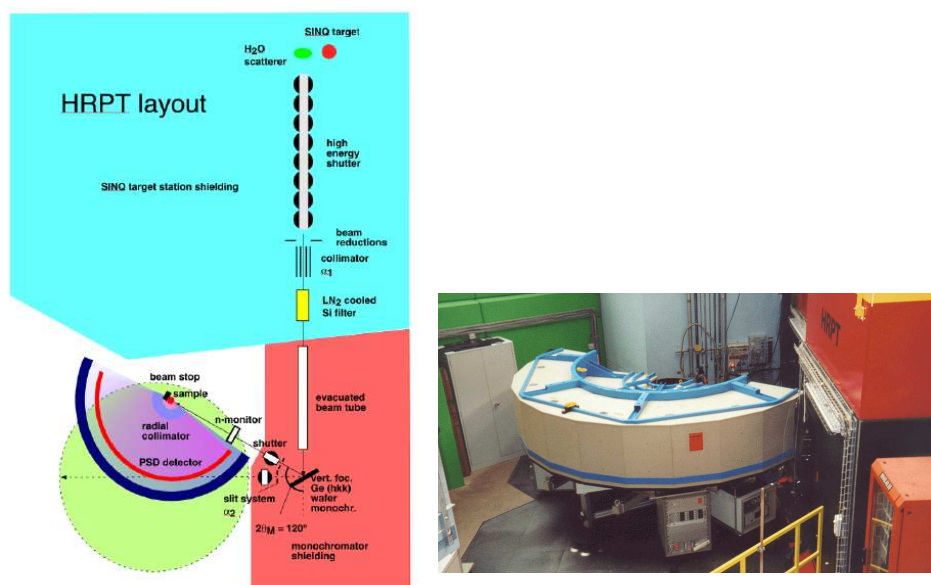 SINQ target
H2O
scatterer
HRPT layout
high
energy
shutter
SINQ target station shielding
beam
reductions
collimator
α1
LN2 cooled
Si filter
beam stop
sample
evacuated
beam tube
n-monitor
radial
collimator
shutter
PSD detector
vert. foc.
Ge (hkk)
wafer
monochr.
slit system
α2
2θM = 120°
monochromator
shielding
HRPT